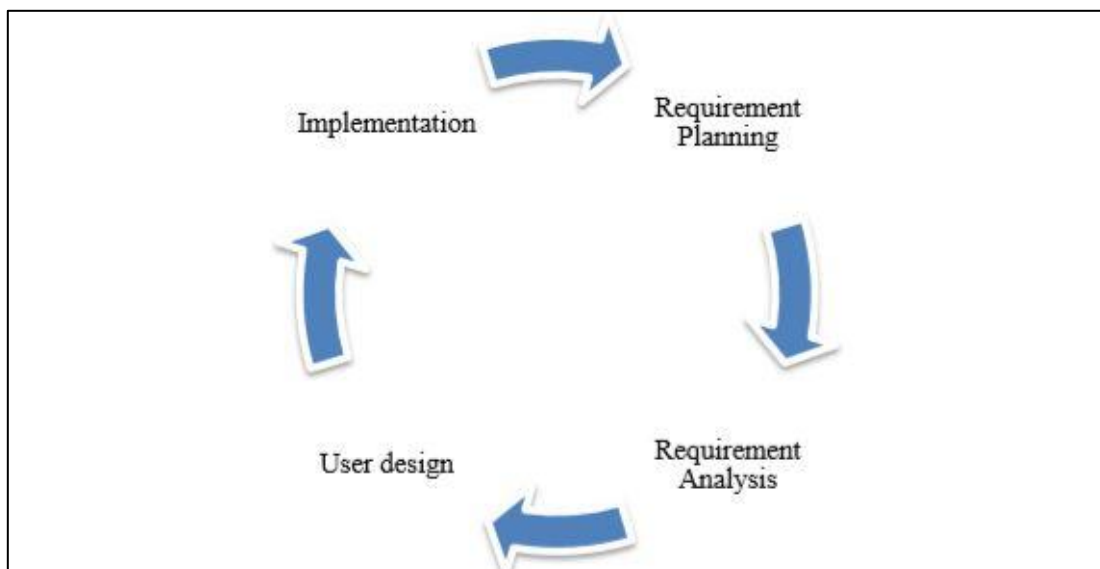 Implementation
Requirement
Planning
User design
Requirement
Analysis